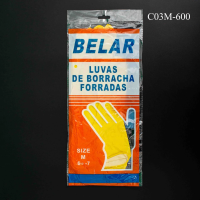 C03M-600
BELAR
LUVAS
DE BORRACHA
FORRADAS
SIZE
M